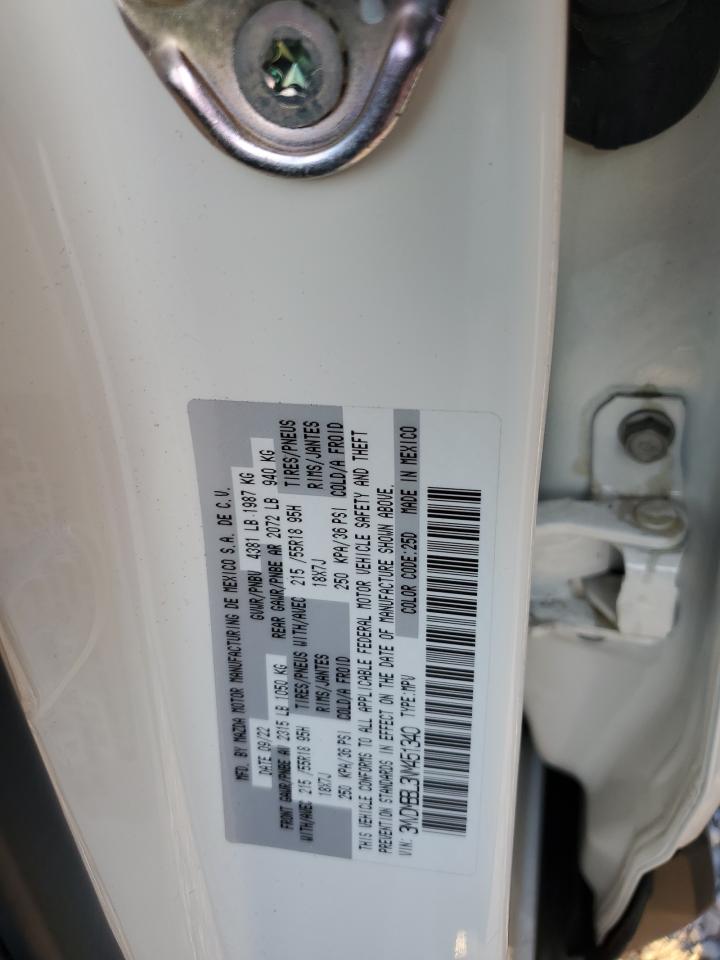 MFD. BY MAZDA MOTOR MANUFACTURING DE MEXICO S.A. DE C.V.
DATE 09/22 GVWR/PNBV 4381 LB 1987 KG
FRONT GAWR/PNBE AV 2315 LB 1050 KG REAR GAWR/PNBE AR 2072 LB 940 KG
WITH/AVEC 215 /55R18 95H TIRES/PNEUS WITH/AVEC 215 /55R18 95H TIRES/PNEUS
18X7J RIMS/JANTES 18X7J RIMS/JANTES
250 KPA/36 PSI COLD/A FROID 250 KPA/36 PSI COLD/A FROID
THIS VEHICLE CONFORMS TO ALL APPLICABLE FEDERAL MOTOR VEHICLE SAFETY AND THEFT
PREVENTION STANDARDS IN EFFECT ON THE DATE OF MANUFACTURE SHOWN ABOVE.
VIN: 3MVDMBBL3NM451340 TYPE:MPV COLOR CODE:25D MADE IN MEXICO